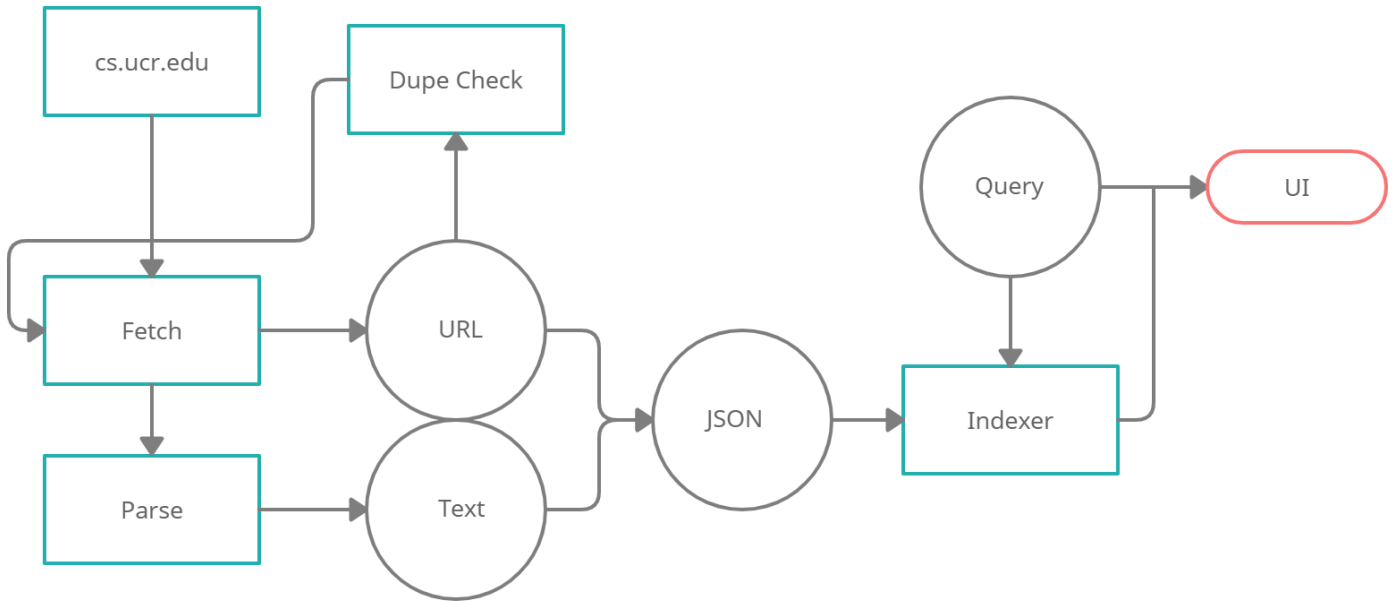 cs.ucr.edu
Dupe Check
Query
UI
Fetch
URL
JSON
Indexer
Parse
Text